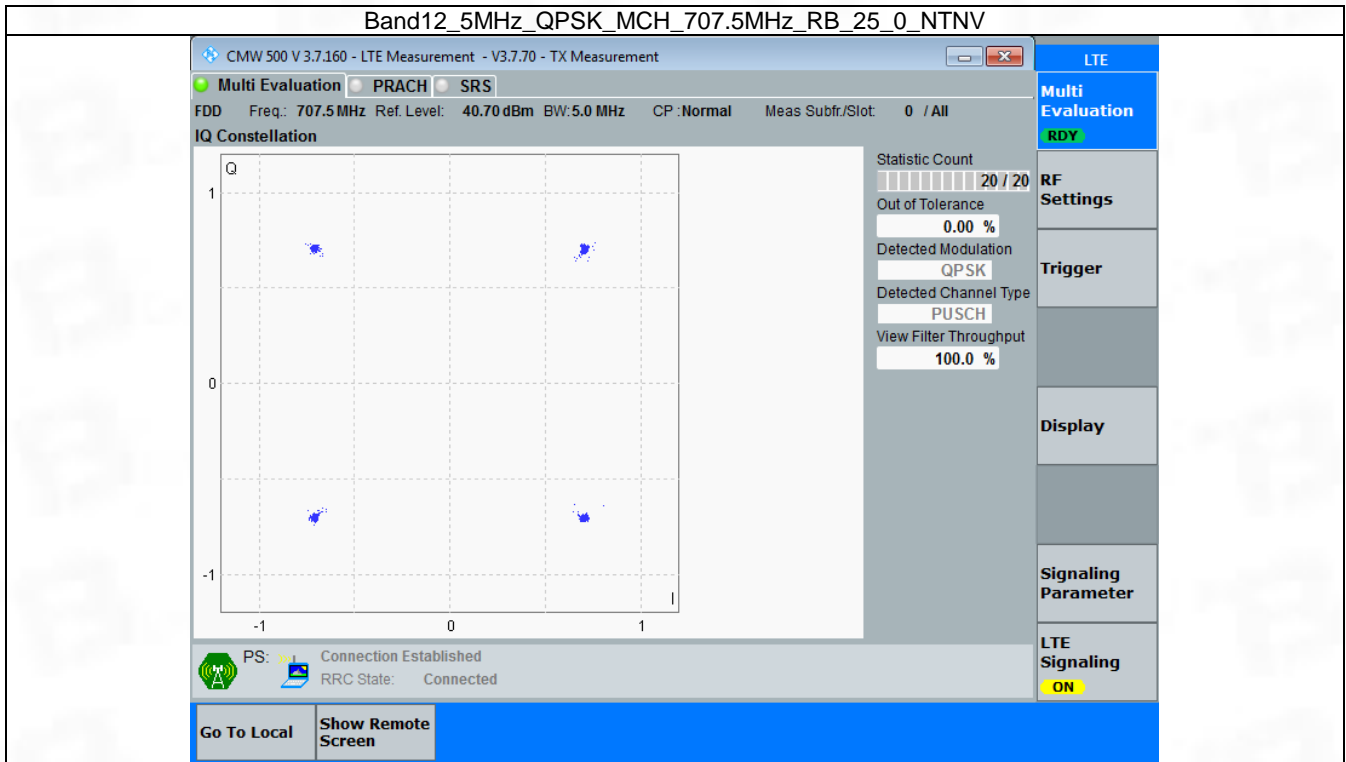 Band12_5MHz_QPSK_MCH_707.5MHz_RB_25_0_NTNV
CMW 500 V 3.7.160 - LTE Measurement - V3.7.70 - TX Measurement
LTE
Multi Evaluation PRACH SRS
FDD Freq.: 707.5 MHz Ref. Level: 40.70 dBm BW: 5.0 MHz CP : Normal Meas Subfr./Slot: 0 / All
IQ Constellation
Q
1
0
-1
I
-1 0 1
Statistic Count
20 / 20
Out of Tolerance
0.00 %
Detected Modulation
QPSK
Detected Channel Type
PUSCH
View Filter Throughput
100.0 %
Multi
Evaluation
RDY
RF
Settings
Trigger
Display
Signaling
Parameter
LTE
Signaling
ON
PS: Connection Established
RRC State: Connected
Go To Local
Show Remote
Screen